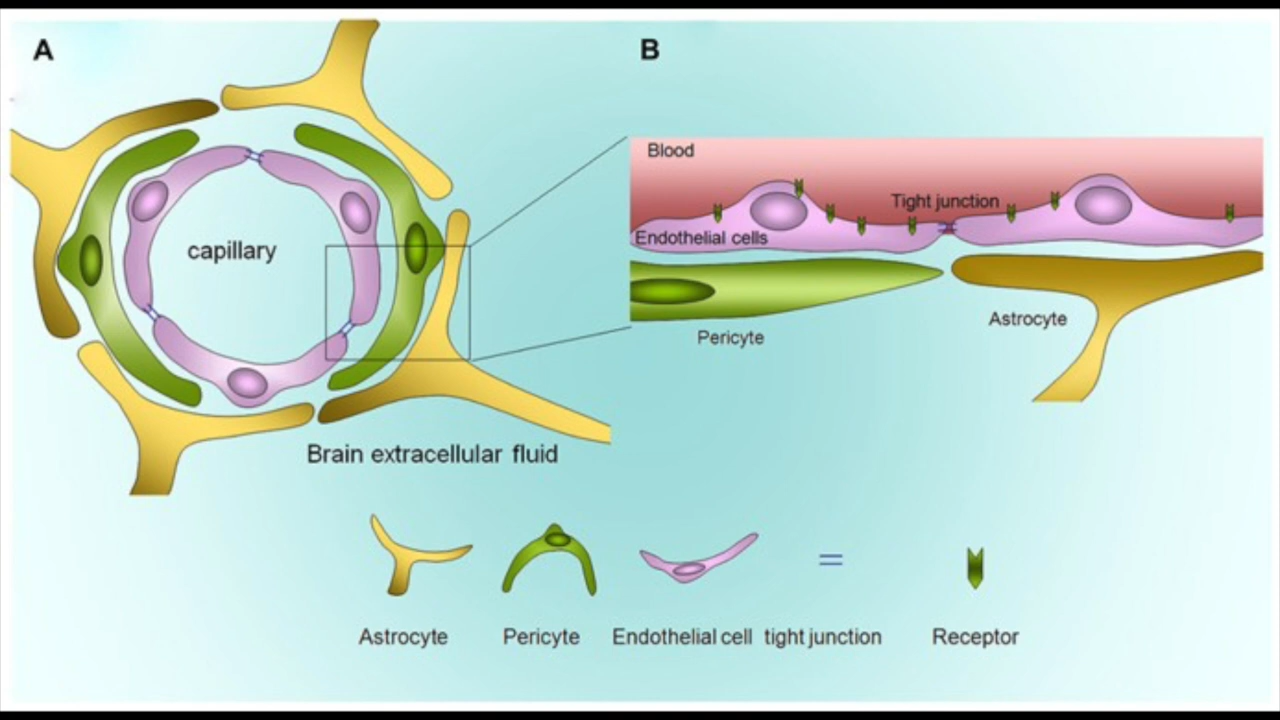 A
B
Blood
Tight junction
Endothelial cells
capillary
Astrocyte
Pericyte
Brain extracellular fluid
Astrocyte
Pericyte
Endothelial cell
tight junction
Receptor